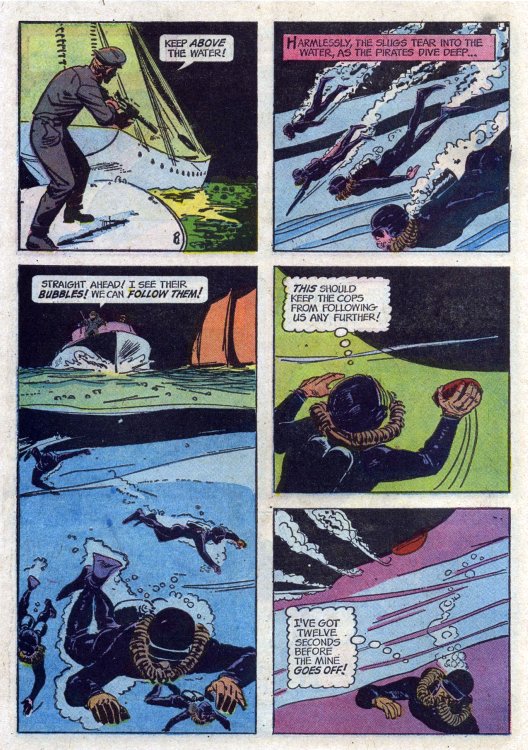 KEEP ABOVE
THE WATER!
HARMLESSLY, THE SLUGS TEAR INTO THE
WATER, AS THE PIRATES DIVE DEEP...
STRAIGHT AHEAD! I SEE THEIR
BUBBLES! WE CAN FOLLOW THEM!
THIS SHOULD
KEEP THE COPS
FROM FOLLOWING
US ANY FURTHER!
I'VE GOT
TWELVE
SECONDS
BEFORE
THE MINE
GOES OFF!